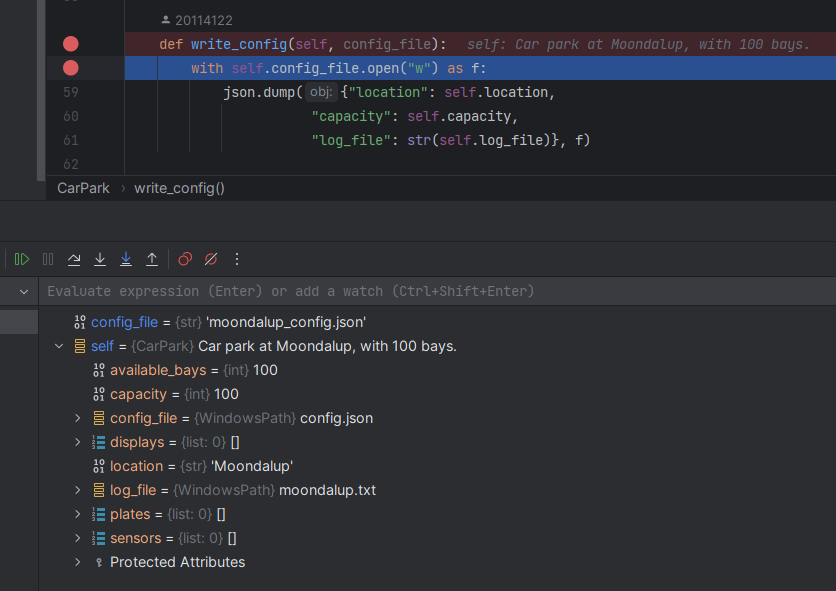 20114122
def write_config(self, config_file): self: Car park at Moondalup, with 100 bays.
with self.config_file.open("w") as f:
59 json.dump( obj: {"location": self.location,
60 "capacity": self.capacity,
61 "log_file": str(self.log_file)}, f)
62
CarPark › write_config()
Evaluate expression (Enter) or add a watch (Ctrl+Shift+Enter)
config_file = {str} 'moondalup_config.json'
self = {CarPark} Car park at Moondalup, with 100 bays.
available_bays = {int} 100
capacity = {int} 100
config_file = {WindowsPath} config.json
displays = {list: 0} []
location = {str} 'Moondalup'
log_file = {WindowsPath} moondalup.txt
plates = {list: 0} []
sensors = {list: 0} []
Protected Attributes